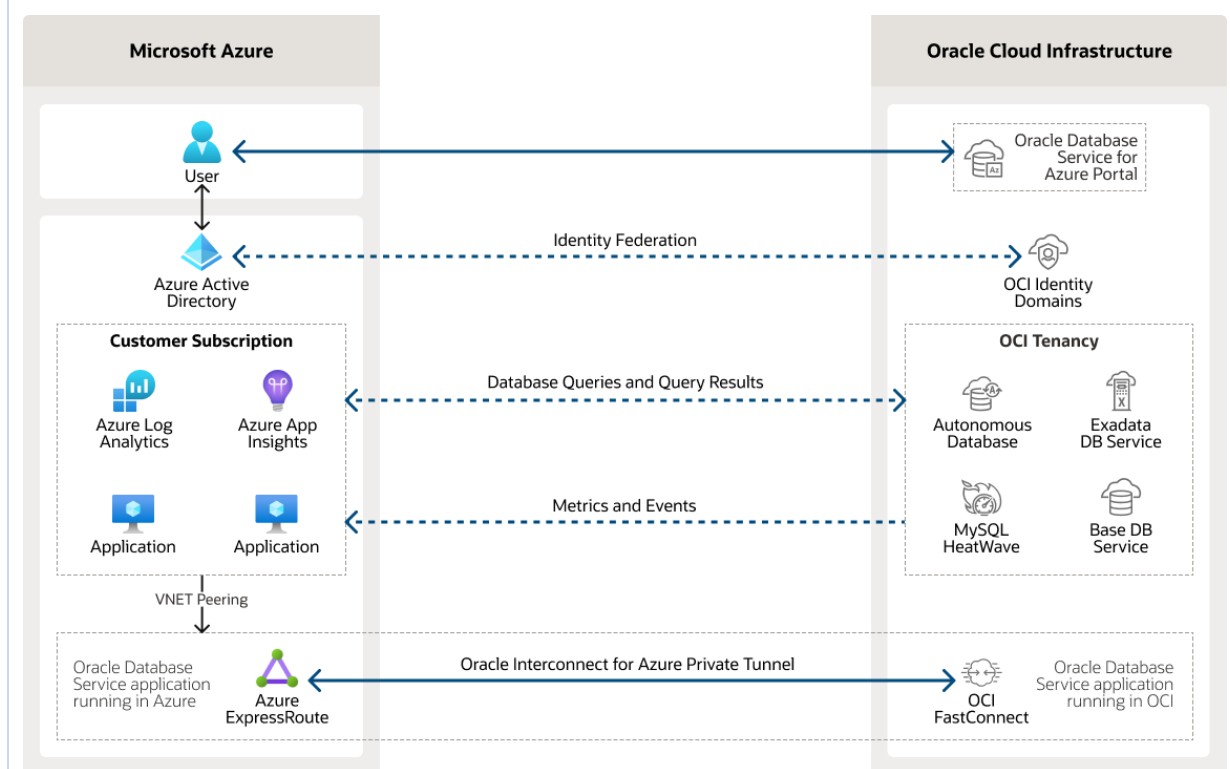 Microsoft Azure
Oracle Cloud Infrastructure
User
Oracle Database
Service for
Azure Portal
Az
Identity Federation
Azure Active
Directory
OCI Identity
Domains
Customer Subscription
OCI Tenancy
Database Queries and Query Results
A
X
Azure Log
Analytics
Azure App
Insights
Autonomous
Database
Exadata
DB Service
Metrics and Events
Application
Application
MySQL
HeatWave
Base DB
Service
VNET Peering
Oracle Database
Service application
running in Azure
Azure
ExpressRoute
Oracle Interconnect for Azure Private Tunnel
OCI
FastConnect
Oracle Database
Service application
running in OCI